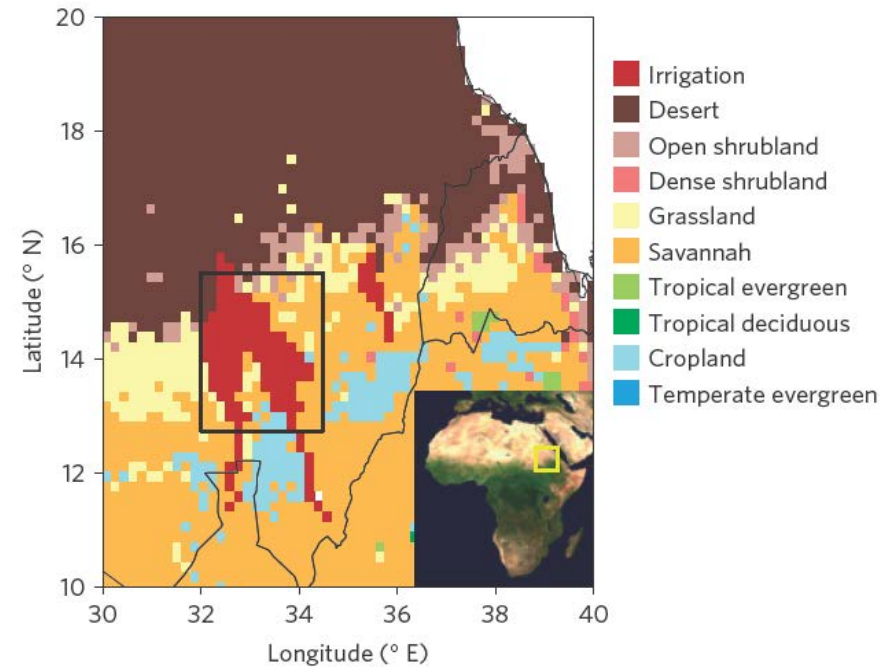 20
18
16
14
12
10
30 32 34 36 38 40
Latitude (° N)
Longitude (° E)
Irrigation
Desert
Open shrubland
Dense shrubland
Grassland
Savannah
Tropical evergreen
Tropical deciduous
Cropland
Temperate evergreen